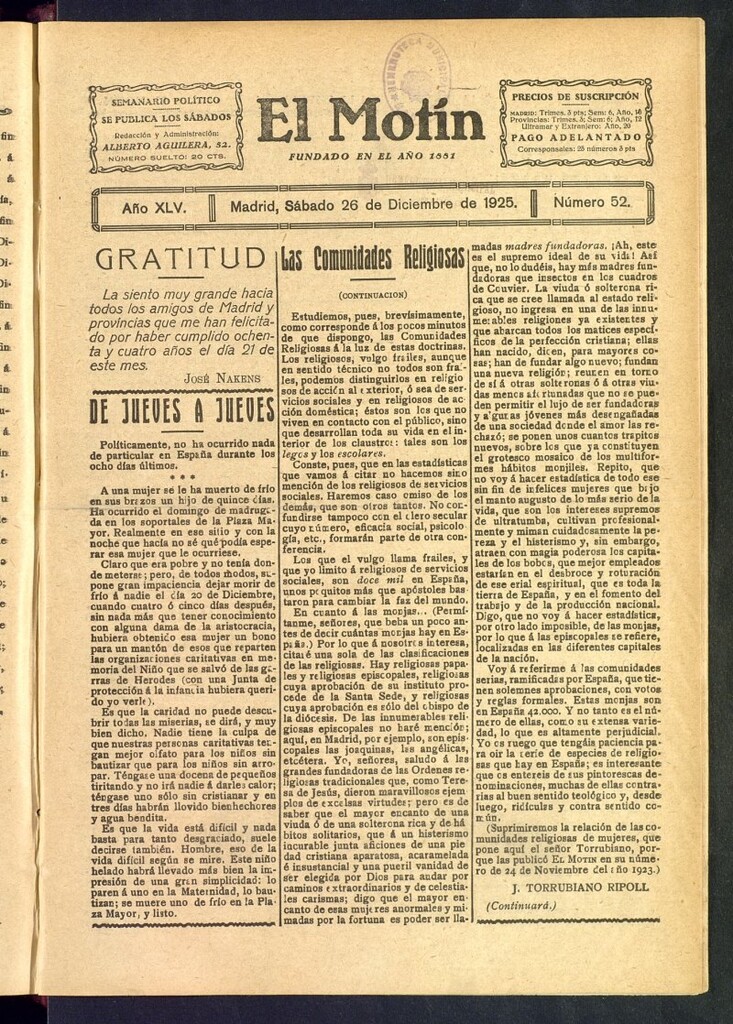 SEMANARIO POLÍTICO
SE PUBLICA LOS SÁBADOS
Redacción y Administración:
ALBERTO AGUILERA, 52.
NÚMERO SUELTO: 20 CTS.
El Motín
FUNDADO EN EL AÑO 1881
PRECIOS DE SUSCRIPCIÓN
MADRID: Trimes. 3 pts; Sem: 6, Año, 12
Provincias: Trimes. 3; Sem: 6; Año, 12
Ultramar y Extranjero: Año, 20
PAGO ADELANTADO
Corresponsales: 25 números 3 pts
Año XLV.
Madrid, Sábado 26 de Diciembre de 1925.
Número 52.
GRATITUD
La siento muy grande hacia
todos los amigos de Madrid y
provincias que me han felicita-
do por haber cumplido ochen-
ta y cuatro años el día 21 de
este mes.
José Nakens
DE JUEVES A JUEVES
Políticamente, no ha ocurrido nada
de particular en España durante los
ocho días últimos.
* * *
A una mujer se le ha muerto de frío
en sus brazos un hijo de quince días.
Ha ocurrido el domingo de madruga-
da en los soportales de la Plaza Ma-
yor. Realmente en ese sitio y con la
noche que hacía no sé qué podía espe-
rar esa mujer que le ocurriese.
Claro que era pobre y no tenía don-
de meterse; pero, de todos modos, su-
pone gran impaciencia dejar morir de
frío á nadie el día 20 de Diciembre,
cuando cuatro ó cinco días después,
sin nada más que tener conocimiento
con alguna dama de la aristocracia,
hubiera obtenido esa mujer un bono
para un mantón de esos que reparten
las organizaciones caritativas en me-
moria del Niño que se salvó de las ga-
rras de Herodes (con una Junta de
protección á la infancia hubiera queri-
do yo verle).
Es que la caridad no puede descu-
brir todas las miserias, se dirá, y muy
bien dicho. Nadie tiene la culpa de
que nuestras personas caritativas ten-
gan mejor olfato para los niños sin
bautizar que para los niños sin arro-
par. Téngase una docena de pequeños
tiritando y no irá nadie á darles calor;
téngase uno sólo sin cristianar y en
tres días habrán llovido bienhechores
y agua bendita.
Es que la vida está difícil y nada
basta para tanto desgraciado, suele
decirse también. Hombre, eso de la
vida difícil según se mire. Este niño
helado habrá llevado más bien la im-
presión de una gran simplicidad: lo
paren á uno en la Maternidad, lo bau-
tizan; se muere uno de frío en la Pla-
za Mayor, y listo.
Las Comunidades Religiosas
(CONTINUACION)
Estudiemos, pues, brevísimamente,
como corresponde á los pocos minutos
de que dispongo, las Comunidades
Religiosas á la luz de estas doctrinas.
Los religiosos, vulgo frailes, aunque
en sentido técnico no todos son frai-
les, podemos distinguirlos en religio-
sos de acción al exterior, ó sea de ser-
vicios sociales y en religiosos de ac-
ción doméstica; éstos son los que no
viven en contacto con el público, sino
que desarrollan toda su vida en el in-
terior de los claustros: tales son los
legos y los escolares.
Conste, pues, que en las estadísticas
que vamos á citar no hacemos sino
mención de los religiosos de servicios
sociales. Haremos caso omiso de los
demás, que son otros tantos. No con-
fundirse tampoco con el clero secular
cuyo número, eficacia social, psicolo-
gía, etc., formarán parte de otra con-
ferencia.
Los que el vulgo llama frailes, y
que yo limito á religiosos de servicios
sociales, son doce mil en España,
unos poquitos más que apóstoles bas-
taron para cambiar la faz del mundo.
En cuanto á las monjas... (Permí-
tanme, señores, que beba un poco an-
tes de decir cuántas monjas hay en Es-
paña.) Por lo que á nosotros interesa,
citaré una sola de las clasificaciones
de las religiosas. Hay religiosas papa-
les y religiosas episcopales, religiosas
cuya aprobación de su instituto proce-
de de la Santa Sede, y religiosas
cuya aprobación es sólo del obispo de
la diócesis. De las innumerables reli-
giosas episcopales no haré mención;
aquí, en Madrid, por ejemplo, son epis-
copales las joaquinas, las angélicas,
etcétera. Yo, señores, saludo á las
grandes fundadoras de las Ordenes re-
ligiosas tradicionales que, como Tere-
sa de Jesús, dieron maravillosos ejem-
plos de excelsas virtudes; pero es de
saber que el mayor encanto de una
viuda ó de una solterona rica y de há-
bitos solitarios, que á un histerismo
incurable junta aficiones de una pie-
dad cristiana aparatosa, acaramelada
é insustancial y una pueril vanidad de
ser elegida por Dios para andar por
caminos extraordinarios y de celestia-
les carismas; digo que el mayor en-
canto de esas mujeres anormales y mi-
madas por la fortuna es poder ser lla-
madas madres fundadoras. ¡Ah, este
es el supremo ideal de su vida! Así
que, no lo dudéis, hay más madres fun-
dadoras que insectos en los cuadros
de Couvier. La viuda ó solterona ri-
ca que se cree llamada al estado reli-
gioso, no ingresa en una de las innu-
merables religiones ya existentes y
que abarcan todos los matices específi-
cos de la perfección cristiana; ellas
han nacido, dicen, para mayores co-
sas; han de fundar algo nuevo; fundan
una nueva religión; reunen en torno
de sí á otras solteronas ó á otras viu-
das menos afortunadas que no se pue-
den permitir el lujo de ser fundadoras
y algunas jóvenes más desengañadas
de una sociedad donde el amor las re-
chazó; se ponen unos cuantos trapitos
nuevos, sobre los que ya constituyen
el grotesco mosaico de los multifor-
mes hábitos monjiles. Repito, que
no voy á hacer estadística de todo ese
sin fin de infelices mujeres que bajo
el manto augusto de lo más serio de la
vida, que son los intereses supremos
de ultratumba, cultivan profesional-
mente y miman cuidadosamente la pe-
reza y el histerismo y, sin embargo,
atraen con magia poderosa los capita-
les de los bobos, que mejor empleados
estarían en el desbroce y roturación
de ese erial espiritual, que es toda la
tierra de España, y en el fomento del
trabajo y de la producción nacional.
Digo, que no voy á hacer estadística,
por otro lado imposible, de las monjas,
por lo que á las episcopales se refiere,
localizadas en las diferentes capitales
de la nación.
Voy á referirme á las comunidades
serias, ramificadas por España, que tie-
nen solemnes aprobaciones, con votos
y reglas formales. Estas monjas son
en España 42.000. Y no tanto es el nú-
mero de ellas, como su extensa varie-
dad, lo que es altamente perjudicial.
Yo os ruego que tengáis paciencia pa-
ra oir la serie de especies de religio-
sas que hay en España; es interesante
que os enteréis de sus pintorescas de-
nominaciones, muchas de ellas contra-
rias al buen sentido teológico y, desde
luego, ridículas y contra sentido co-
mún.
(Suprimiremos la relación de las co-
munidades religiosas de mujeres, que
pone aquí el señor Torrubiano, por-
que las publicó El Motin en su núme-
ro de 24 de Noviembre del año 1923.)
J. TORRUBIANO RIPOLL
(Continuará.)